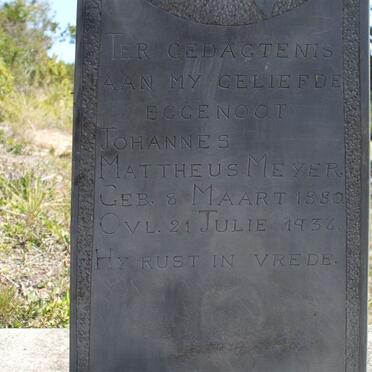 TER GEDAGTENIS
AAN MY GELIEFDE
EGGENOOT
JOHANNES
MATTHEUS MEYER.
GEB. 8 MAART 1880
OVL. 21 JULIE 1936.
HY RUST IN VREDE.